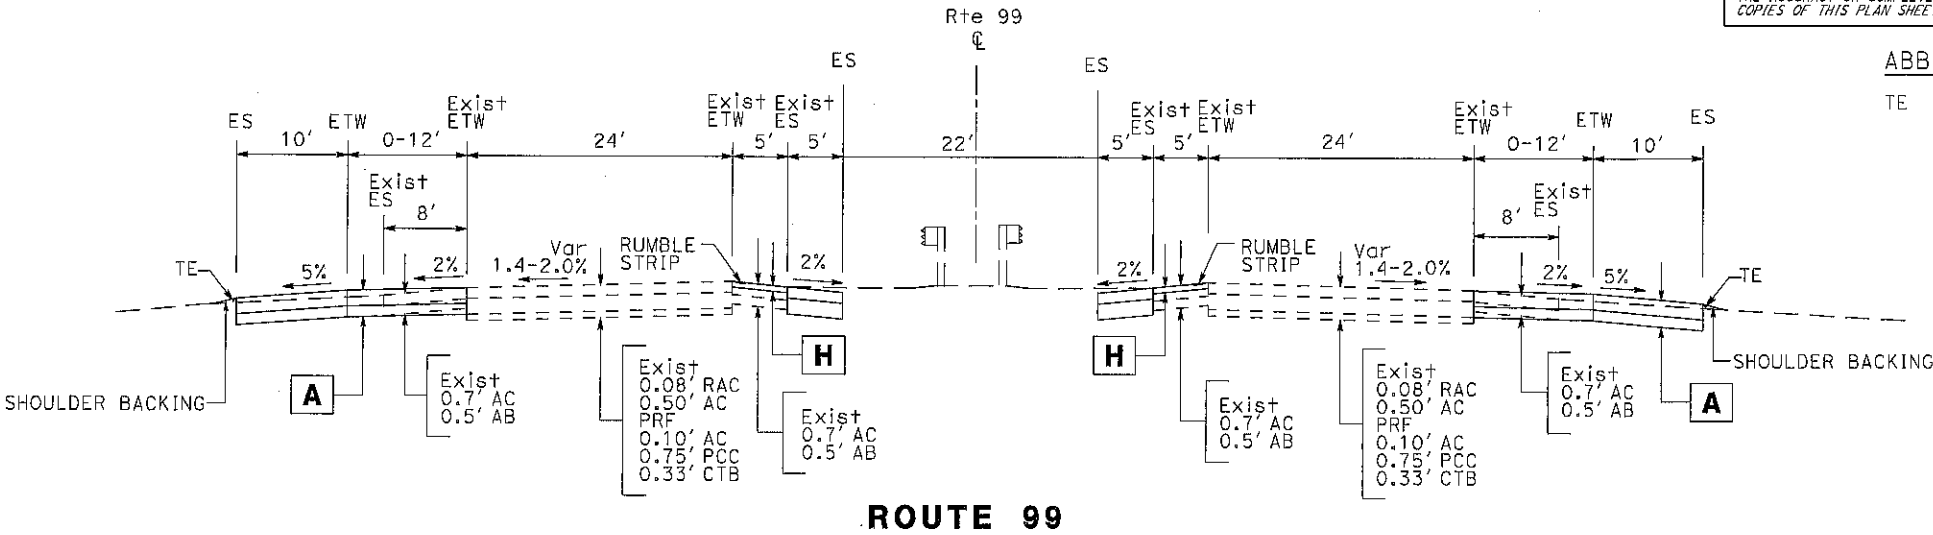 COPIES OF THIS PLAN SHEET
ABB
TE
Rte 99
CL
ES
ES
ES
ETW
Exist
ETW
Exist
ETW
Exist
ES
Exist
ES
Exist
ETW
Exist
ETW
ETW
ES
10'
0-12'
24'
5'
5'
22'
5'
5'
24'
0-12'
10'
Exist
ES
8'
Exist
ES
8'
TE
5%
2%
Var
1.4-2.0%
RUMBLE
STRIP
2%
2%
RUMBLE
STRIP
Var
1.4-2.0%
2%
5%
TE
SHOULDER BACKING
A
Exist
0.7' AC
0.5' AB
Exist
0.08' RAC
0.50' AC
PRF
0.10' AC
0.75' PCC
0.33' CTB
H
Exist
0.7' AC
0.5' AB
H
Exist
0.7' AC
0.5' AB
Exist
0.08' RAC
0.50' AC
PRF
0.10' AC
0.75' PCC
0.33' CTB
Exist
0.7' AC
0.5' AB
A
SHOULDER BACKING
ROUTE 99